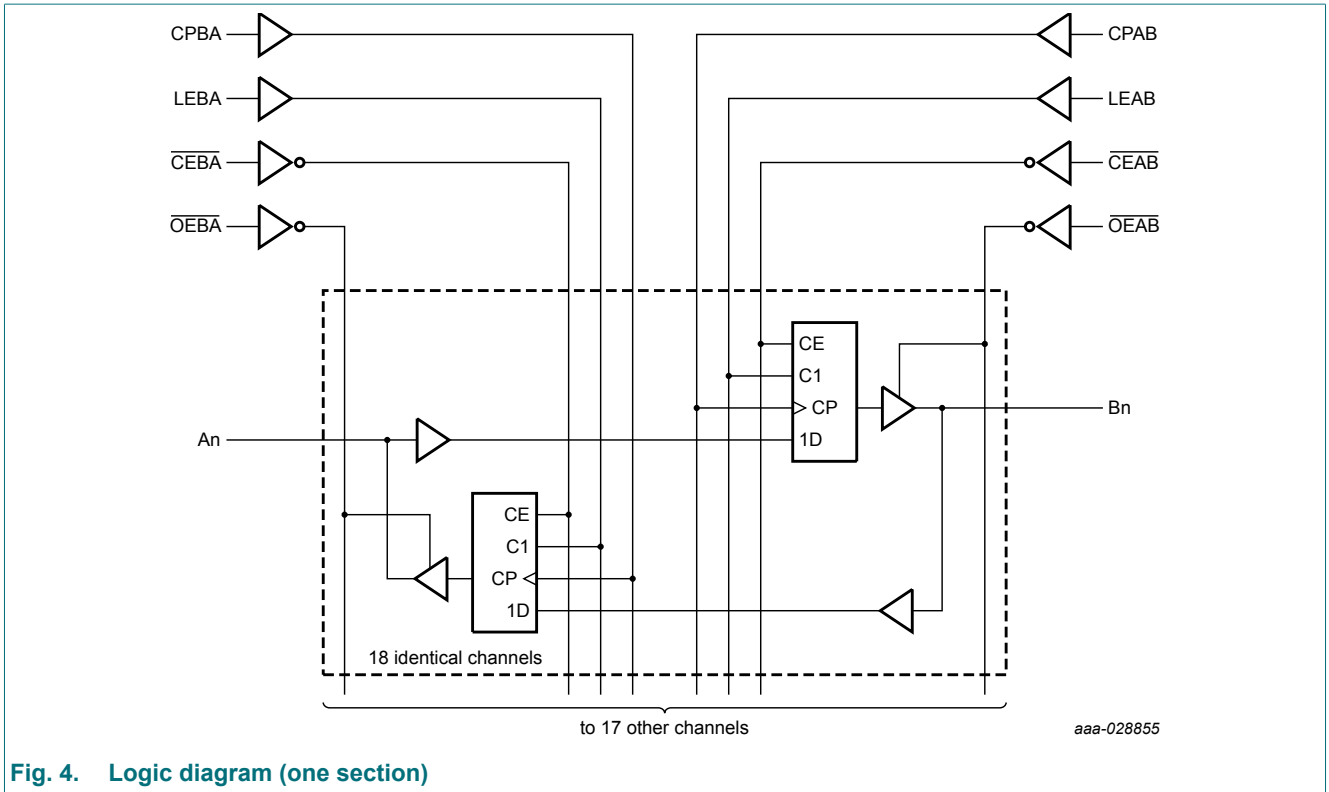 CPBA
CPAB
LEBA
LEAB
CEBA
CEAB
OEBA
OEAB
CE
C1
CP
1D
Bn
An
CE
C1
CP
1D
18 identical channels
to 17 other channels
aaa-028855
Fig. 4. Logic diagram (one section)